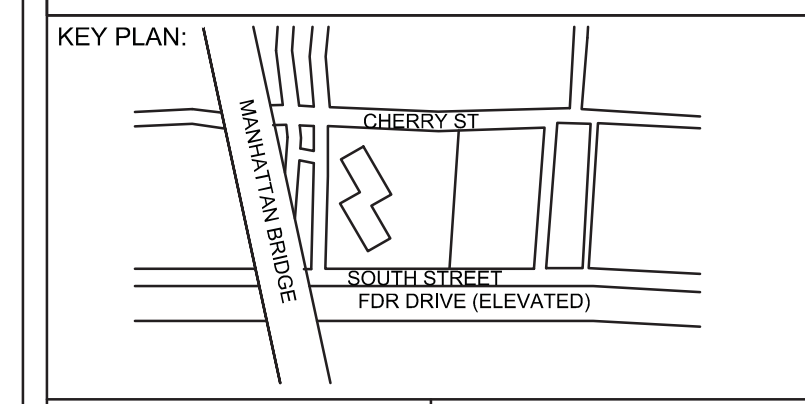 KEY PLAN:
CHERRY ST
MANHATTAN BRIDGE
SOUTH STREET
FDR DRIVE (ELEVATED)